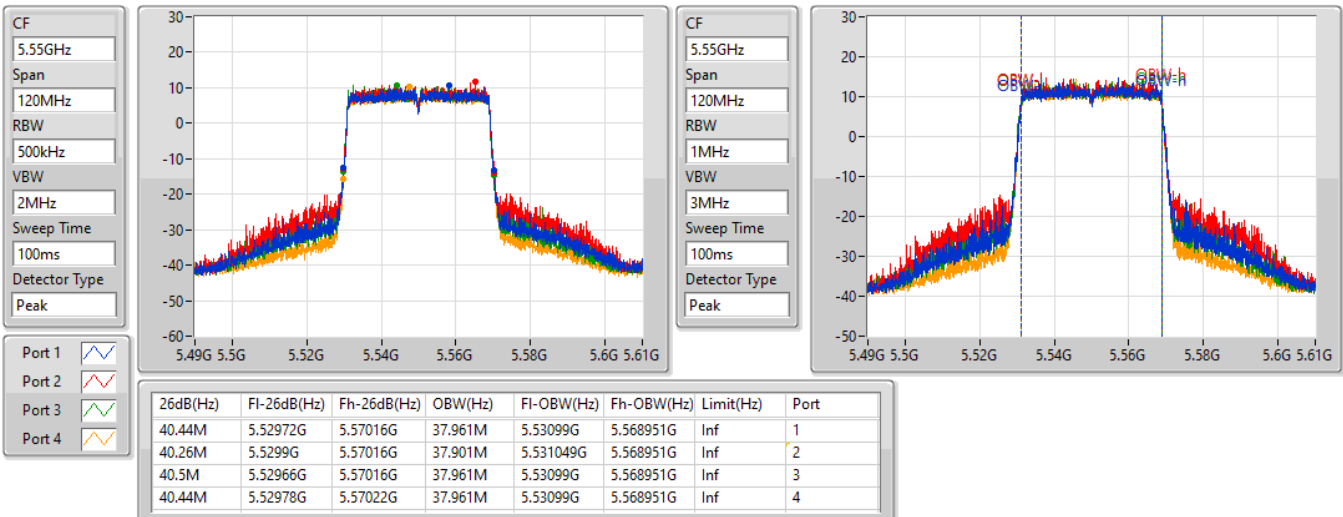 CF
5.55GHz
Span
120MHz
RBW
500kHz
VBW
2MHz
Sweep Time
100ms
Detector Type
Peak
30
20
10
0
-10
-20
-30
-40
-50
-60
5.49G 5.5G 5.52G 5.54G 5.56G 5.58G 5.6G 5.61G
CF
5.55GHz
Span
120MHz
RBW
1MHz
VBW
3MHz
Sweep Time
100ms
Detector Type
Peak
30
20
10
0
-10
-20
-30
-40
-50
OBW-l OBW-h
5.49G 5.5G 5.52G 5.54G 5.56G 5.58G 5.6G 5.61G
Port 1
Port 2
Port 3
Port 4
26dB(Hz) Fl-26dB(Hz) Fh-26dB(Hz) OBW(Hz) Fl-OBW(Hz) Fh-OBW(Hz) Limit(Hz) Port
40.44M 5.52972G 5.57016G 37.961M 5.53099G 5.568951G Inf 1
40.26M 5.5299G 5.57016G 37.901M 5.531049G 5.568951G Inf 2
40.5M 5.52966G 5.57016G 37.961M 5.53099G 5.568951G Inf 3
40.44M 5.52978G 5.57022G 37.961M 5.53099G 5.568951G Inf 4